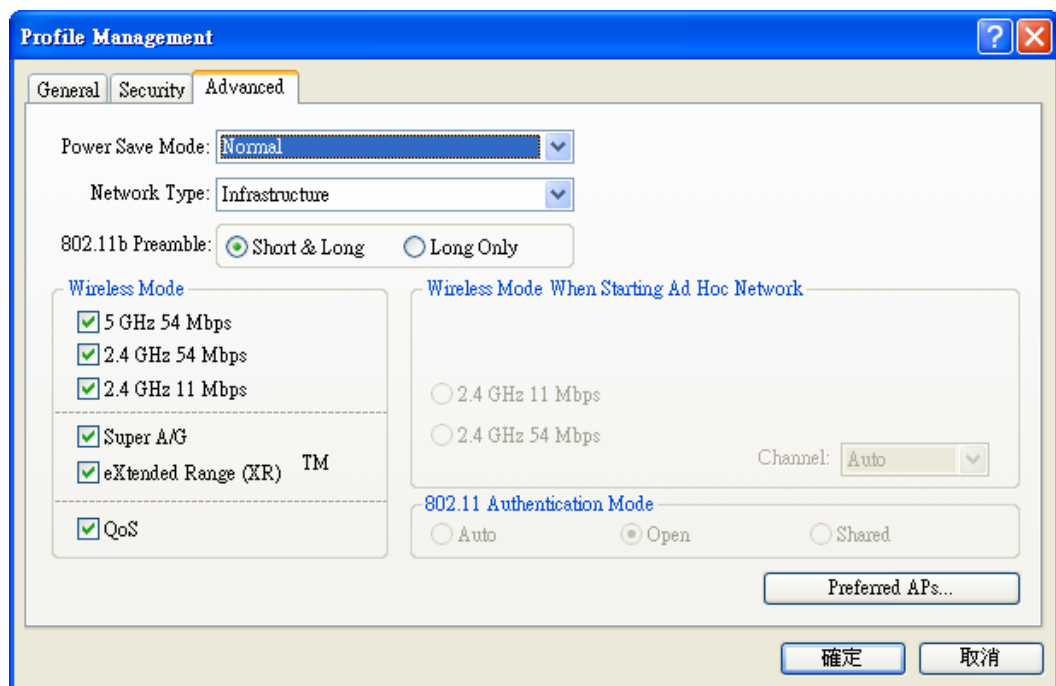 Profile Management
General Security Advanced
Power Save Mode: Normal
Network Type: Infrastructure
802.11b Preamble: Short & Long Long Only
Wireless Mode
5 GHz 54 Mbps
2.4 GHz 54 Mbps
2.4 GHz 11 Mbps
Super A/G
eXtended Range (XR) TM
QoS
Wireless Mode When Starting Ad Hoc Network
2.4 GHz 11 Mbps
2.4 GHz 54 Mbps
Channel: Auto
802.11 Authentication Mode
Auto Open Shared
Preferred APs...
確定 取消